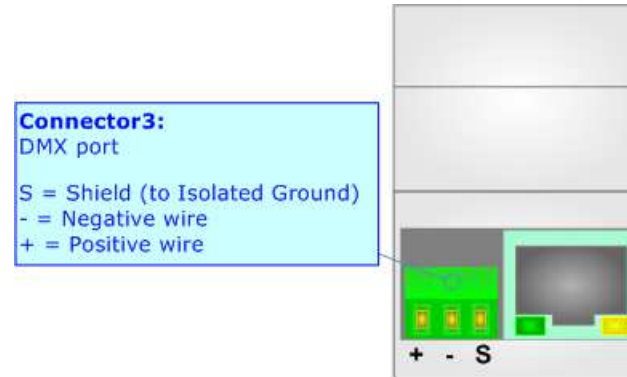 Connector3:
DMX port
S = Shield (to Isolated Ground)
- = Negative wire
+ = Positive wire
+ - S